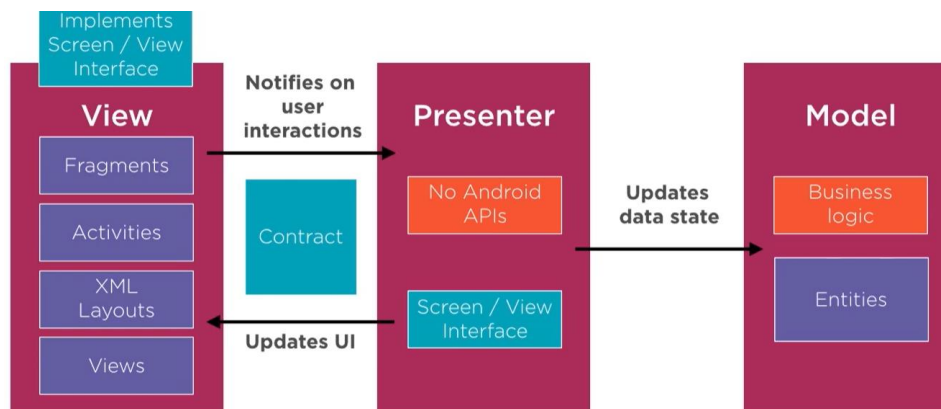 Implements
Screen / View
Interface
View
Fragments
Activities
XML
Layouts
Views
Notifies on
user
interactions
Contract
Updates UI
Presenter
No Android
APIs
Screen / View
Interface
Updates
data state
Model
Business
logic
Entities